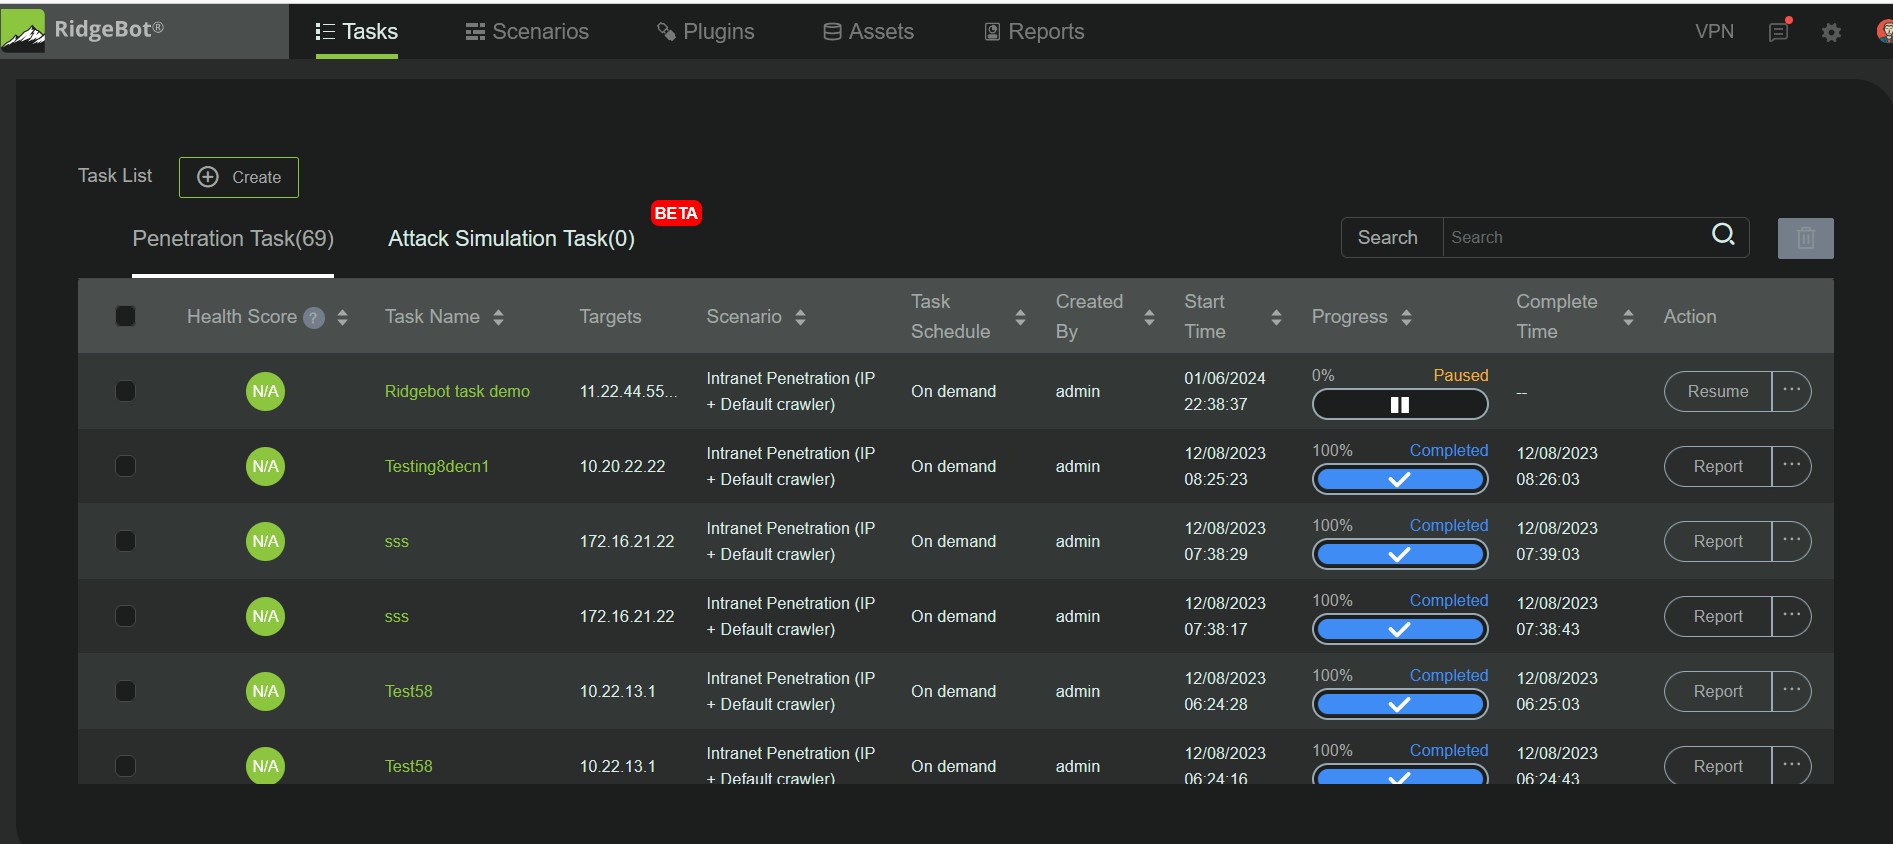 RidgeBot®
Tasks
Scenarios
Plugins
Assets
Reports
VPN
Task List
Create
Penetration Task(69)
Attack Simulation Task(0)
BETA
Search
Search
Health Score ?
Task Name
Targets
Scenario
Task
Schedule
Created
By
Start
Time
Progress
Complete
Time
Action
N/A
Ridgebot task demo
11.22.44.55...
Intranet Penetration (IP
+ Default crawler)
On demand
admin
01/06/2024
22:38:37
0%
Paused
--
Resume
...
N/A
Testing8decn1
10.20.22.22
Intranet Penetration (IP
+ Default crawler)
On demand
admin
12/08/2023
08:25:23
100%
Completed
12/08/2023
08:26:03
Report
...
N/A
sss
172.16.21.22
Intranet Penetration (IP
+ Default crawler)
On demand
admin
12/08/2023
07:38:29
100%
Completed
12/08/2023
07:39:03
Report
...
N/A
sss
172.16.21.22
Intranet Penetration (IP
+ Default crawler)
On demand
admin
12/08/2023
07:38:17
100%
Completed
12/08/2023
07:38:43
Report
...
N/A
Test58
10.22.13.1
Intranet Penetration (IP
+ Default crawler)
On demand
admin
12/08/2023
06:24:28
100%
Completed
12/08/2023
06:25:03
Report
...
N/A
Test58
10.22.13.1
Intranet Penetration (IP
+ Default crawler)
On demand
admin
12/08/2023
06:24:16
100%
Completed
12/08/2023
06:24:43
Report
...